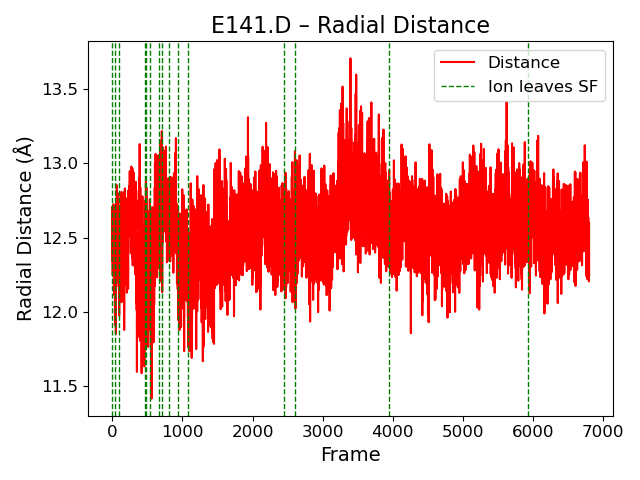 E141.D – Radial Distance
Distance
Ion leaves SF
Radial Distance (Å)
13.5
13.0
12.5
12.0
11.5
0 1000 2000 3000 4000 5000 6000 7000
Frame